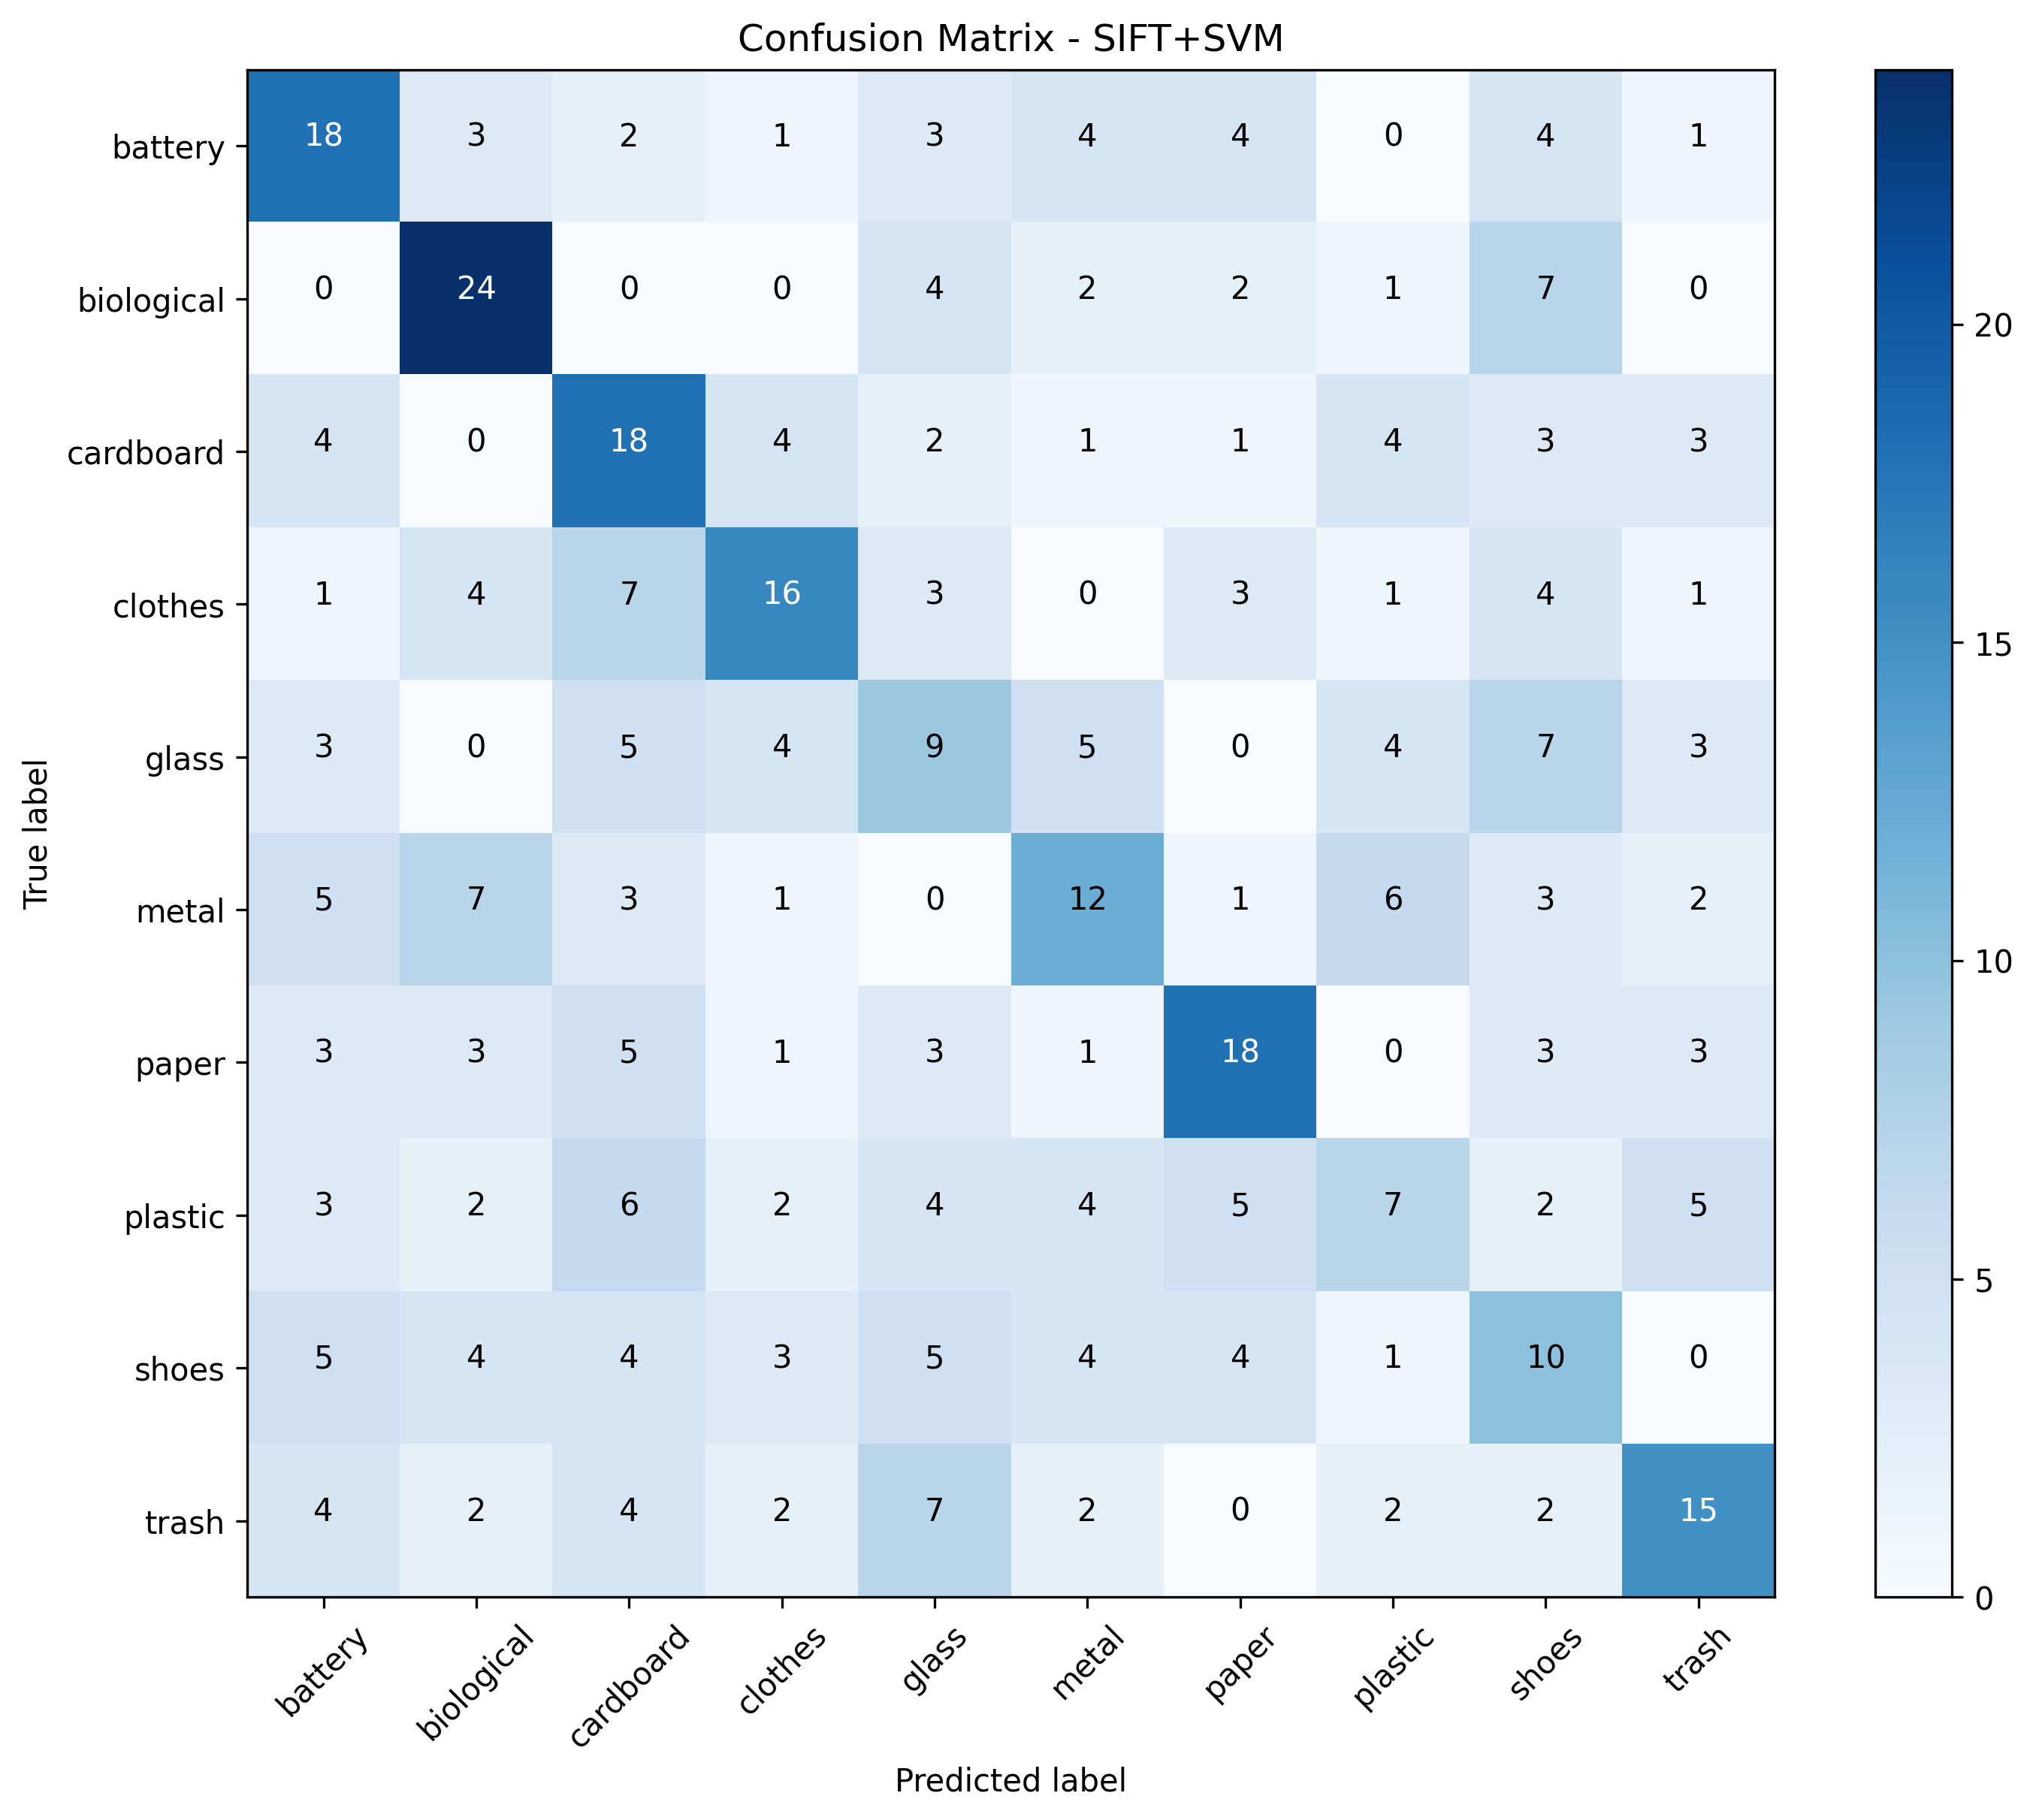 Confusion Matrix - SIFT+SVM
battery 18 3 2 1 3 4 4 0 4 1
biological 0 24 0 0 4 2 2 1 7 0
20
cardboard 4 0 18 4 2 1 1 4 3 3
clothes 1 4 7 16 3 0 3 1 4 1
15
glass 3 0 5 4 9 5 0 4 7 3
True label
metal 5 7 3 1 0 12 1 6 3 2
10
paper 3 3 5 1 3 1 18 0 3 3
plastic 3 2 6 2 4 4 5 7 2 5
5
shoes 5 4 4 3 5 4 4 1 10 0
trash 4 2 4 2 7 2 0 2 2 15
0
battery biological cardboard clothes glass metal paper plastic shoes trash
Predicted label